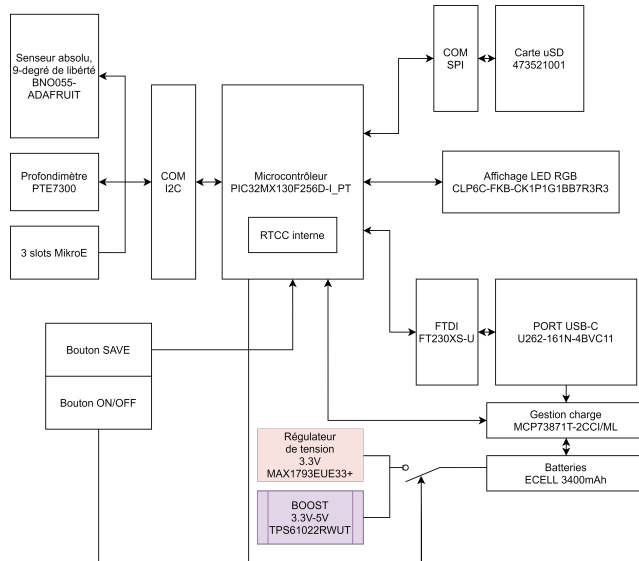 Senseur absolu,
9-degré de libérté
BNO055-
ADAFRUIT
COM
SPI
Carte uSD
473521001
Profondimètre
PTE7300
COM
I2C
Microcontrôleur
PIC32MX130F256D-I_PT
Affichage LED RGB
CLP6C-FKB-CK1P1G1BB7R3R3
RTCC interne
3 slots MikroE
FTDI
FT230XS-U
PORT USB-C
U262-161N-4BVC11
Bouton SAVE
Bouton ON/OFF
Gestion charge
MCP73871T-2CCI/ML
Régulateur
de tension
3.3V
MAX1793EUE33+
Batteries
ECELL 3400mAh
BOOST
3.3V-5V
TPS61022RWUT